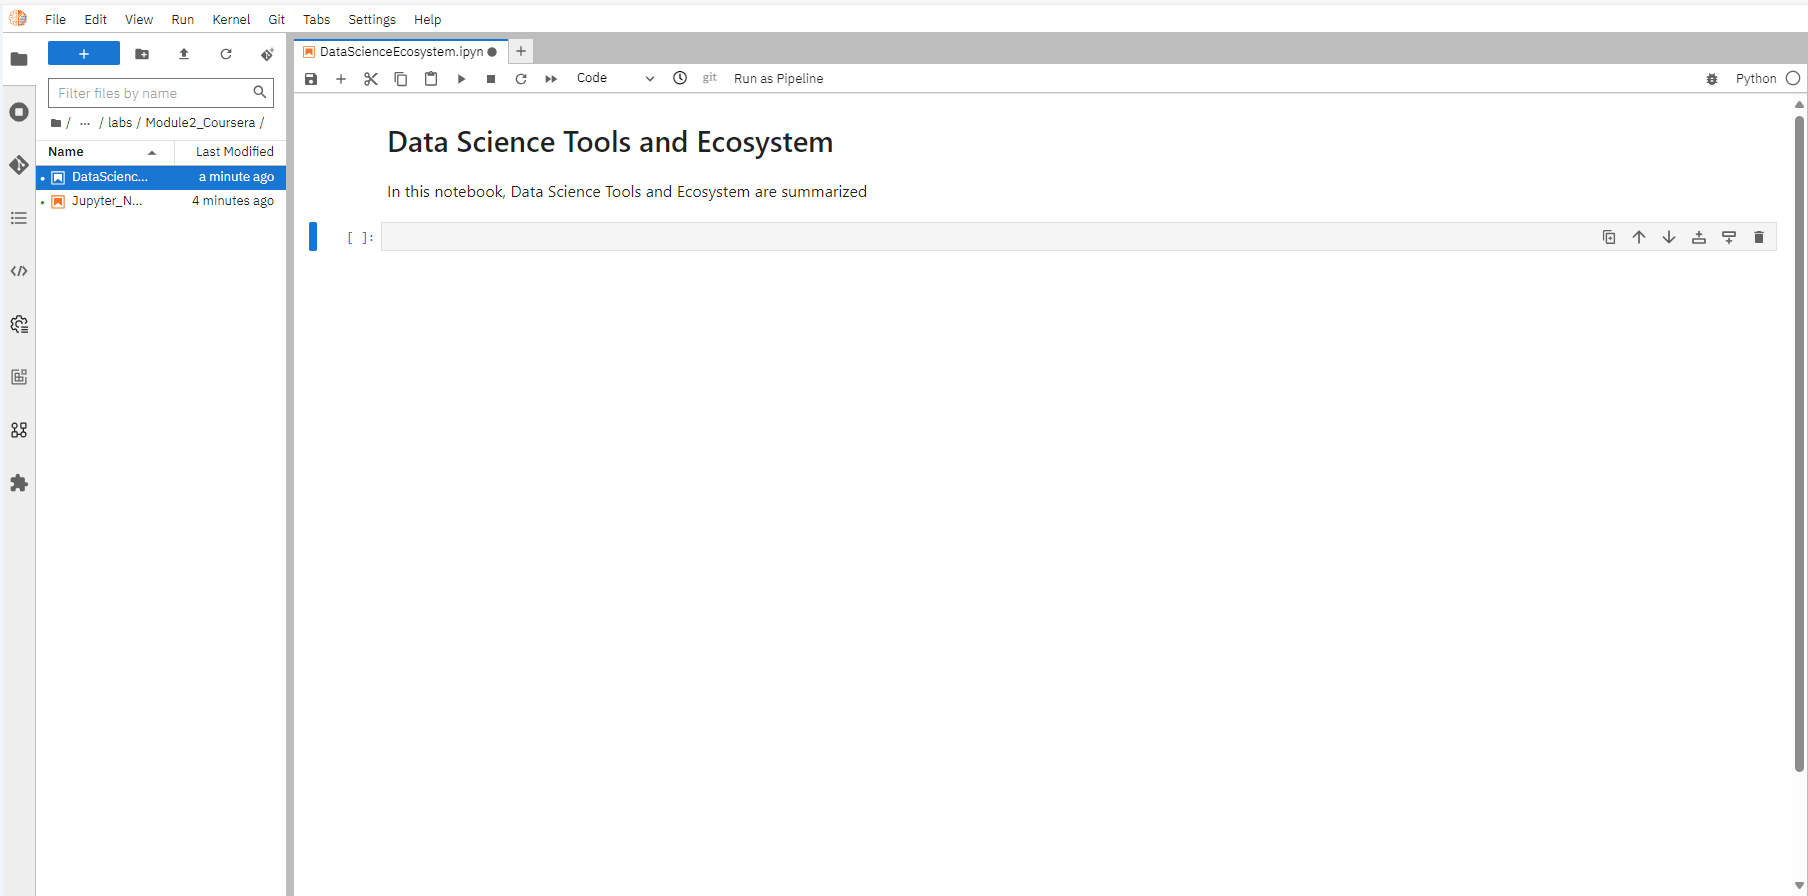 File Edit View Run Kernel Git Tabs Settings Help
Filter files by name
/ ... / labs / Module2_Coursera /
Name Last Modified
DataScienc... a minute ago
Jupyter_N... 4 minutes ago
DataScienceEcosystem.ipyn
Code git Run as Pipeline Python
Data Science Tools and Ecosystem
In this notebook, Data Science Tools and Ecosystem are summarized
[ ]: